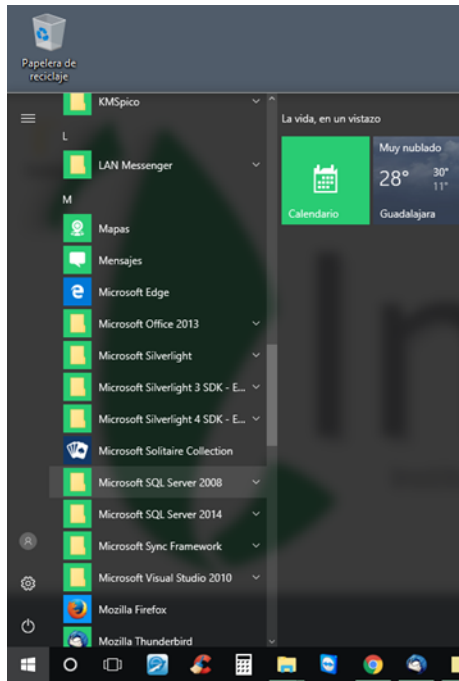 Papelera de
reciclaje
KMSpico
L
LAN Messenger
M
Mapas
Mensajes
Microsoft Edge
Microsoft Office 2013
Microsoft Silverlight
Microsoft Silverlight 3 SDK - E...
Microsoft Silverlight 4 SDK - E...
Microsoft Solitaire Collection
Microsoft SQL Server 2008
Microsoft SQL Server 2014
Microsoft Sync Framework
Microsoft Visual Studio 2010
Mozilla Firefox
Mozilla Thunderbird
La vida, en un vistazo
Calendario
Muy nublado
28° 30°
11°
Guadalajara
In